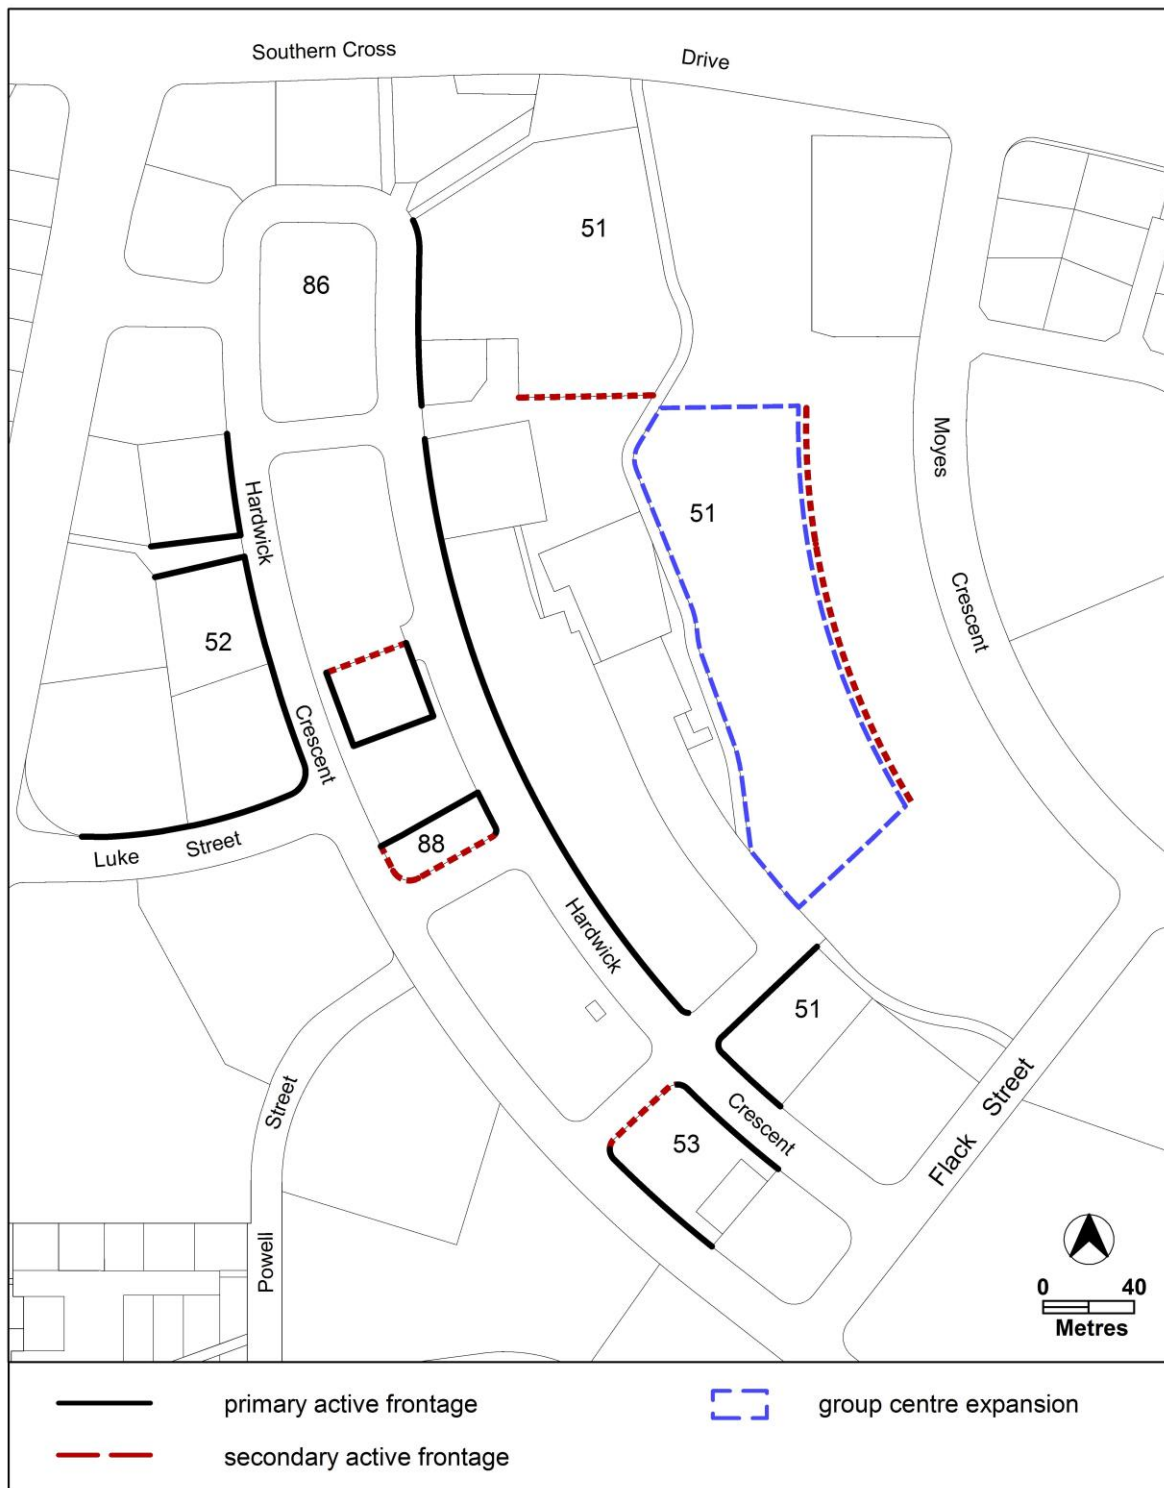 Southern Cross Drive
51
86
Moyes
Hardwick
51
Crescent
52
Crescent
88
Luke Street
Hardwick
51
Street
Street
Crescent
53
Flack
Powell
0 40
Metres
primary active frontage
group centre expansion
secondary active frontage